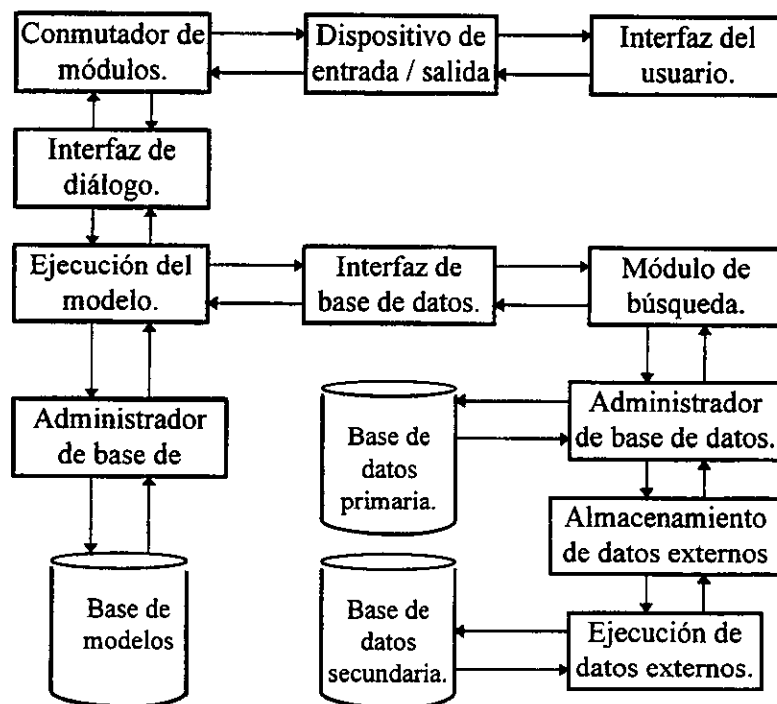 Conmutador de
módulos.
Dispositivo de
entrada / salida
Interfaz del
usuario.
Interfaz de
diálogo.
Ejecución del
modelo.
Interfaz de
base de datos.
Módulo de
búsqueda.
Administrador
de base de
Base de
datos
primaria.
Administrador
de base de datos.
Almacenamiento
de datos externos
Base de
modelos
Base de
datos
secundaria.
Ejecución de
datos externos.